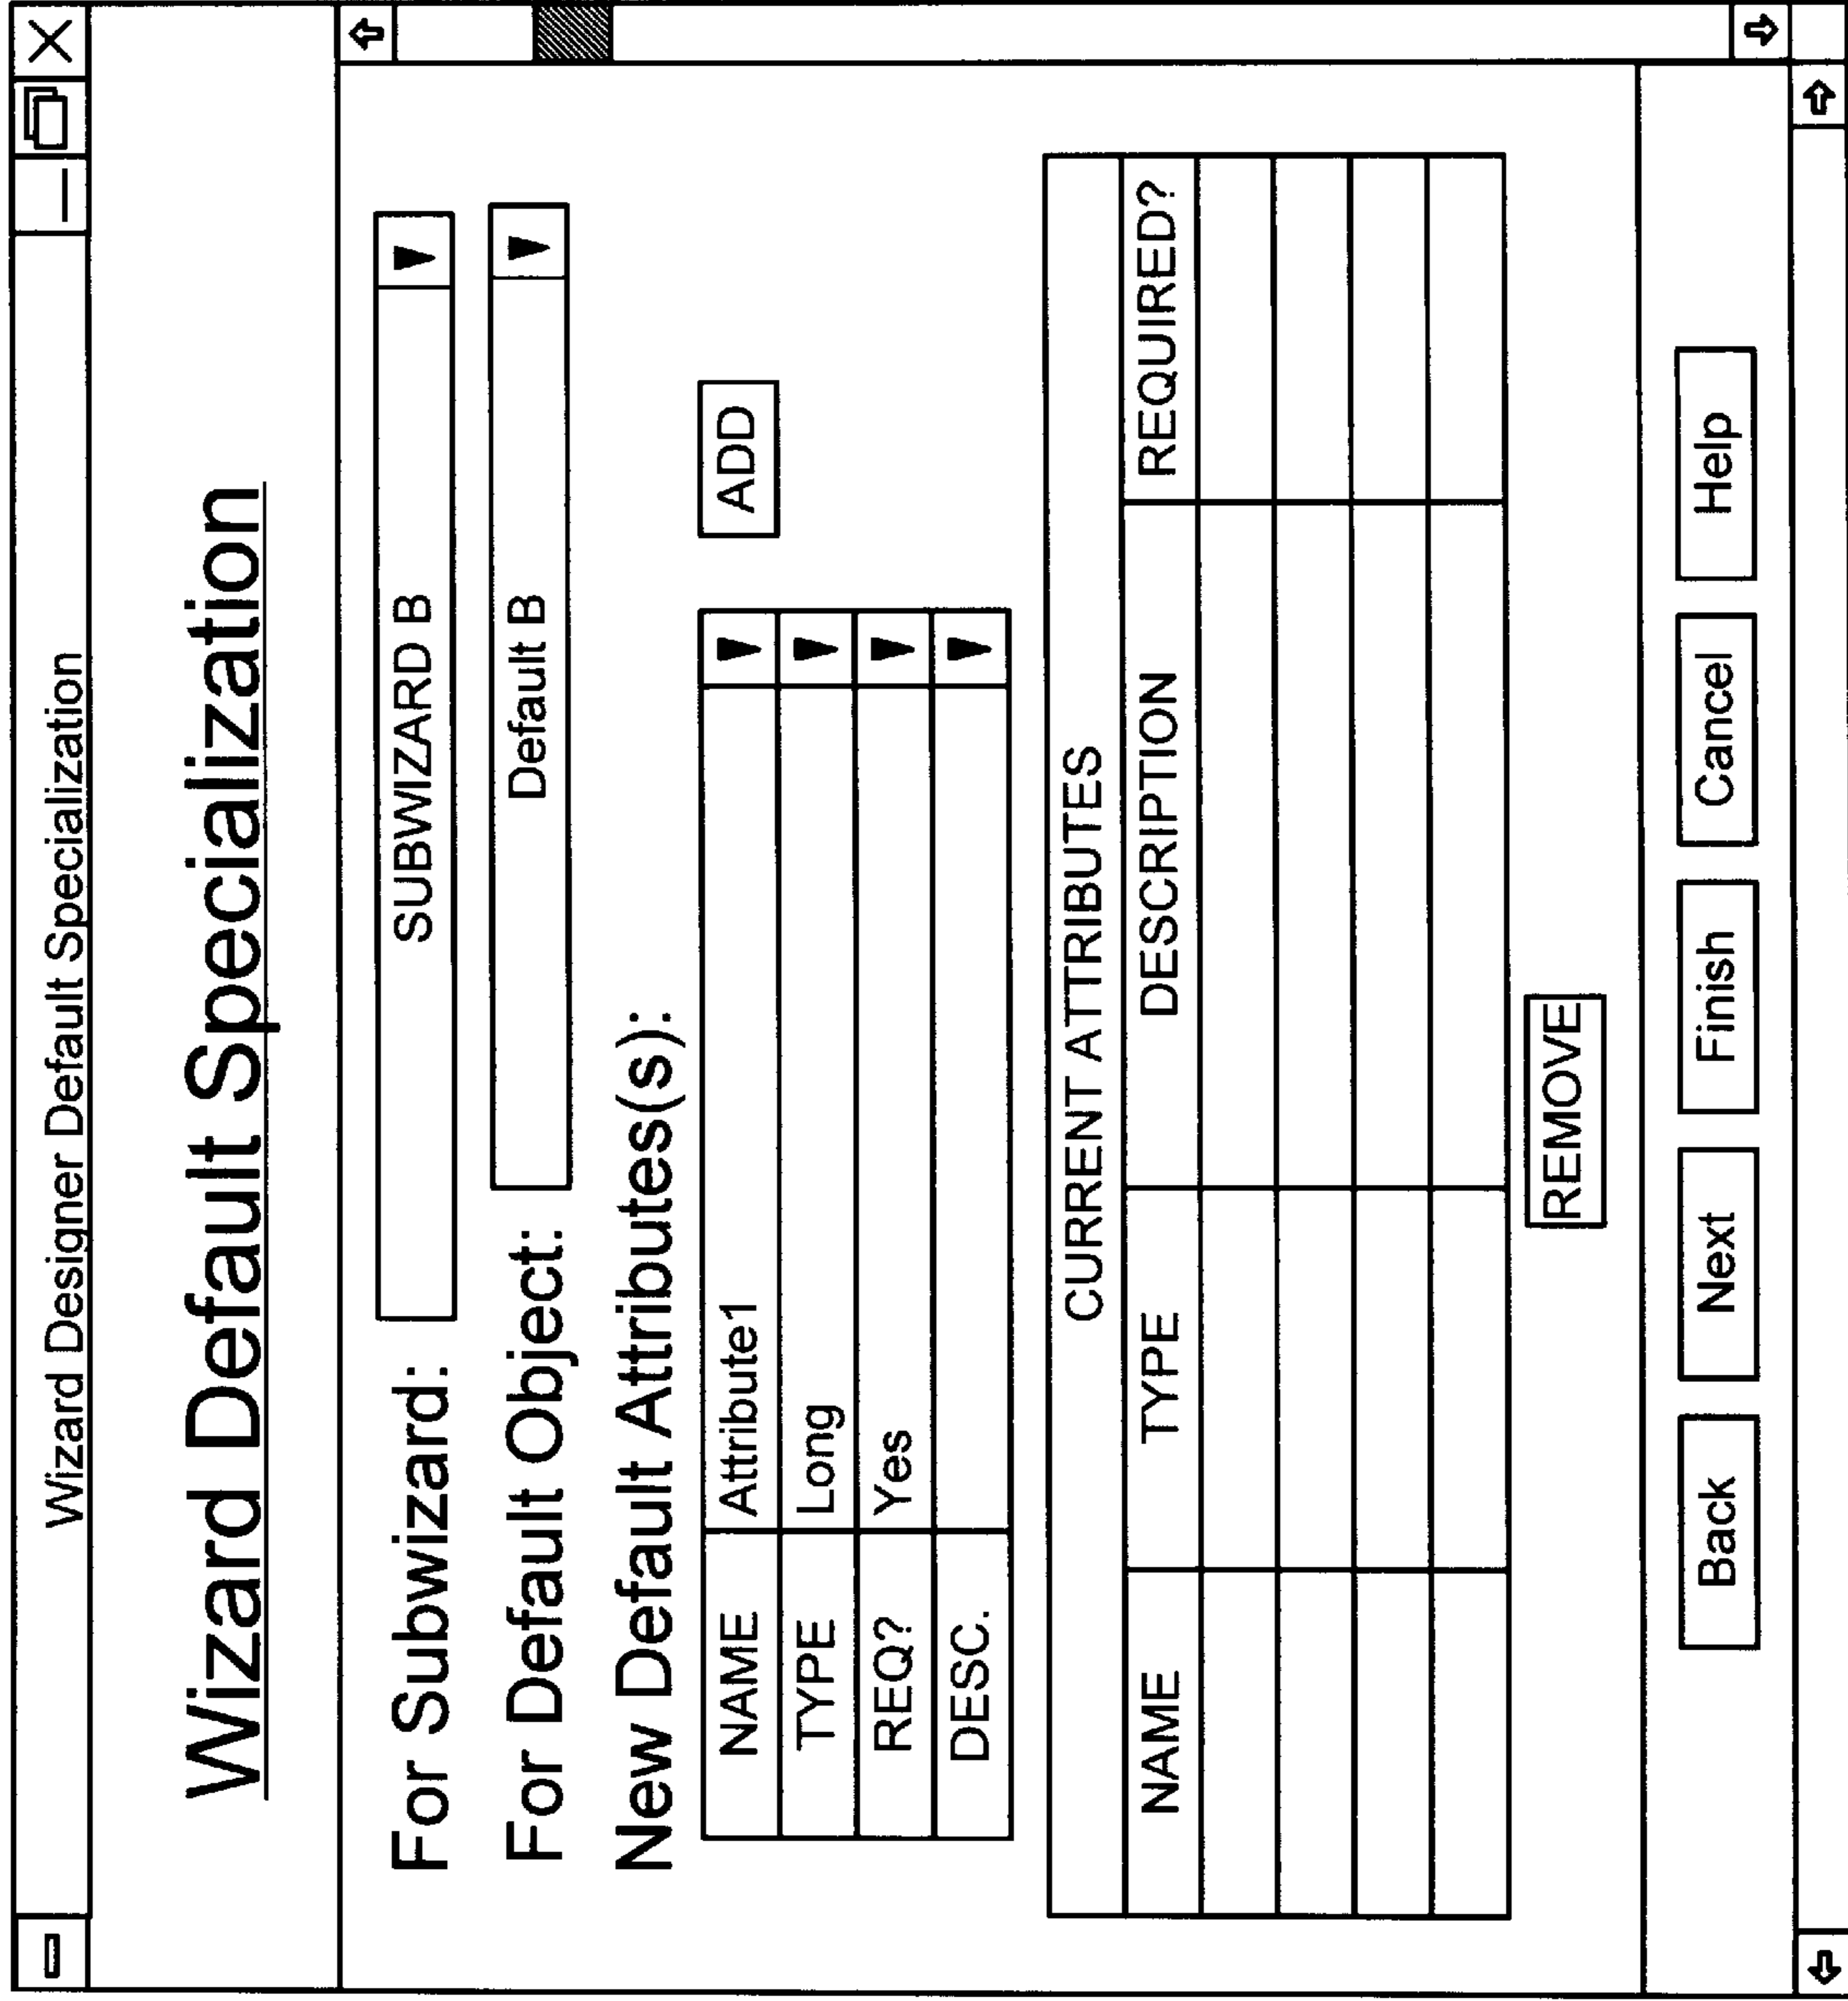 Wizard Designer Default Specialization
Wizard Default Specialization
For Subwizard: SUBWIZARD B
For Default Object: Default B
New Default Attributes(s):
NAME Attribute1 ADD
TYPE Long
REQ? Yes
DESC.
CURRENT ATTRIBUTES
NAME TYPE DESCRIPTION REQUIRED?
REMOVE
Back Next Finish Cancel Help